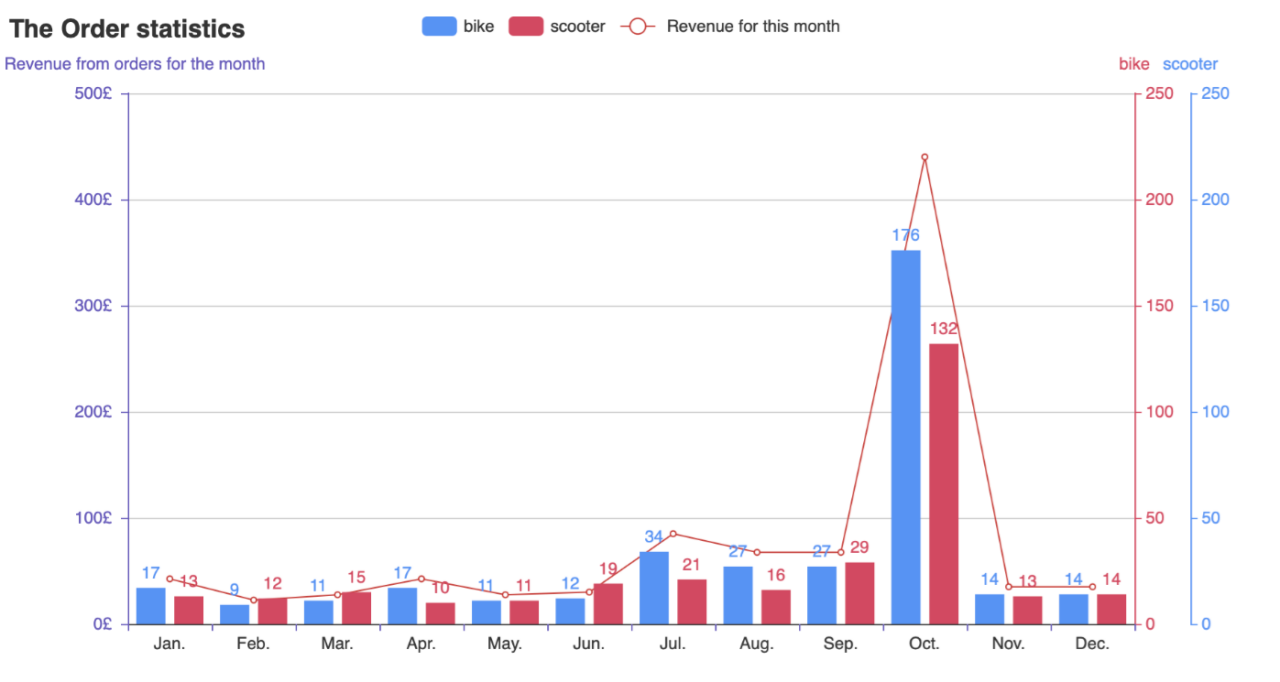 The Order statistics bike scooter Revenue for this month
Revenue from orders for the month bike scooter
500£ 250 250
400£ 200 200
176
300£ 150 150
132
200£ 100 100
100£ 50 50
17 13 9 12 11 15 17 10 11 11 12 19 34 21 27 16 27 29 14 13 14 14
0£ 0 0
Jan. Feb. Mar. Apr. May. Jun. Jul. Aug. Sep. Oct. Nov. Dec.